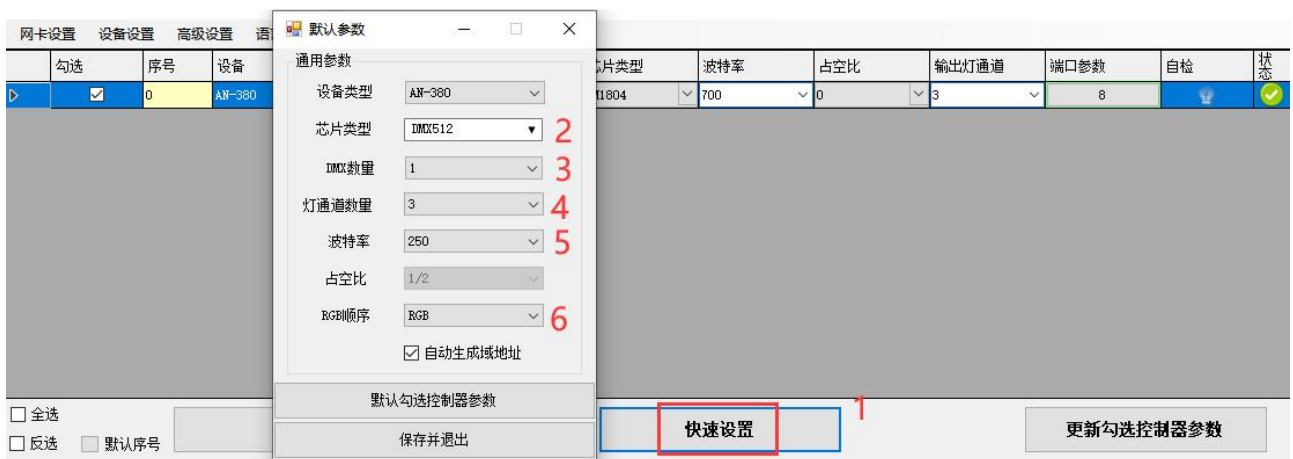 网卡设置 设备设置 高级设置
默认参数
勾选 序号 设备 芯片类型 波特率 占空比 输出灯通道 端口参数 自检 状态
0 AN-380 700 0 3 8
通用参数
设备类型 AN-380
芯片类型 DMX512 2
DMX数量 1 3
灯通道数量 3 4
波特率 250 5
占空比 1/2
RGB顺序 RGB 6
自动生成域地址
默认勾选控制器参数
保存并退出
全选
反选 默认序号
快速设置 1
更新勾选控制器参数